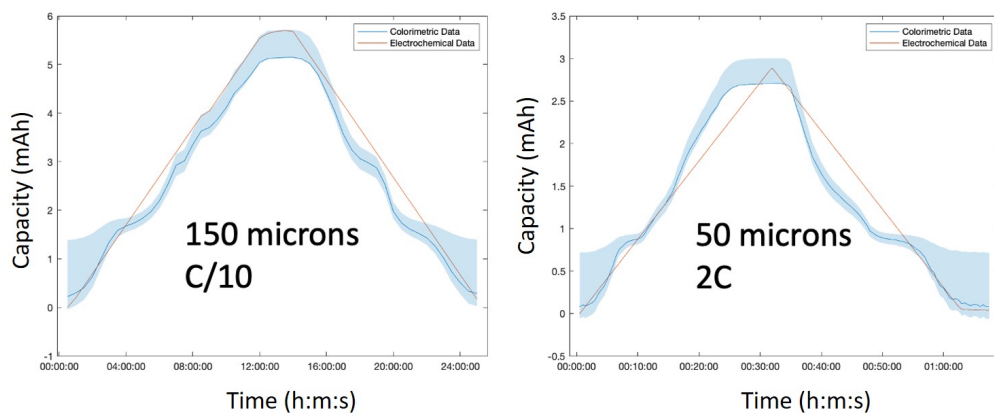 6
5
4
3
2
1
0
-1
Capacity (mAh)
Colorimetric Data
Electrochemical Data
150 microns
C/10
00:00:00 04:00:00 08:00:00 12:00:00 16:00:00 20:00:00 24:00:00
Time (h:m:s)
3.5
3
2.5
2
1.5
1
0.5
0
-0.5
Capacity (mAh)
Colorimetric Data
Electrochemical Data
50 microns
2C
00:00:00 00:10:00 00:20:00 00:30:00 00:40:00 00:50:00 01:00:00
Time (h:m:s)